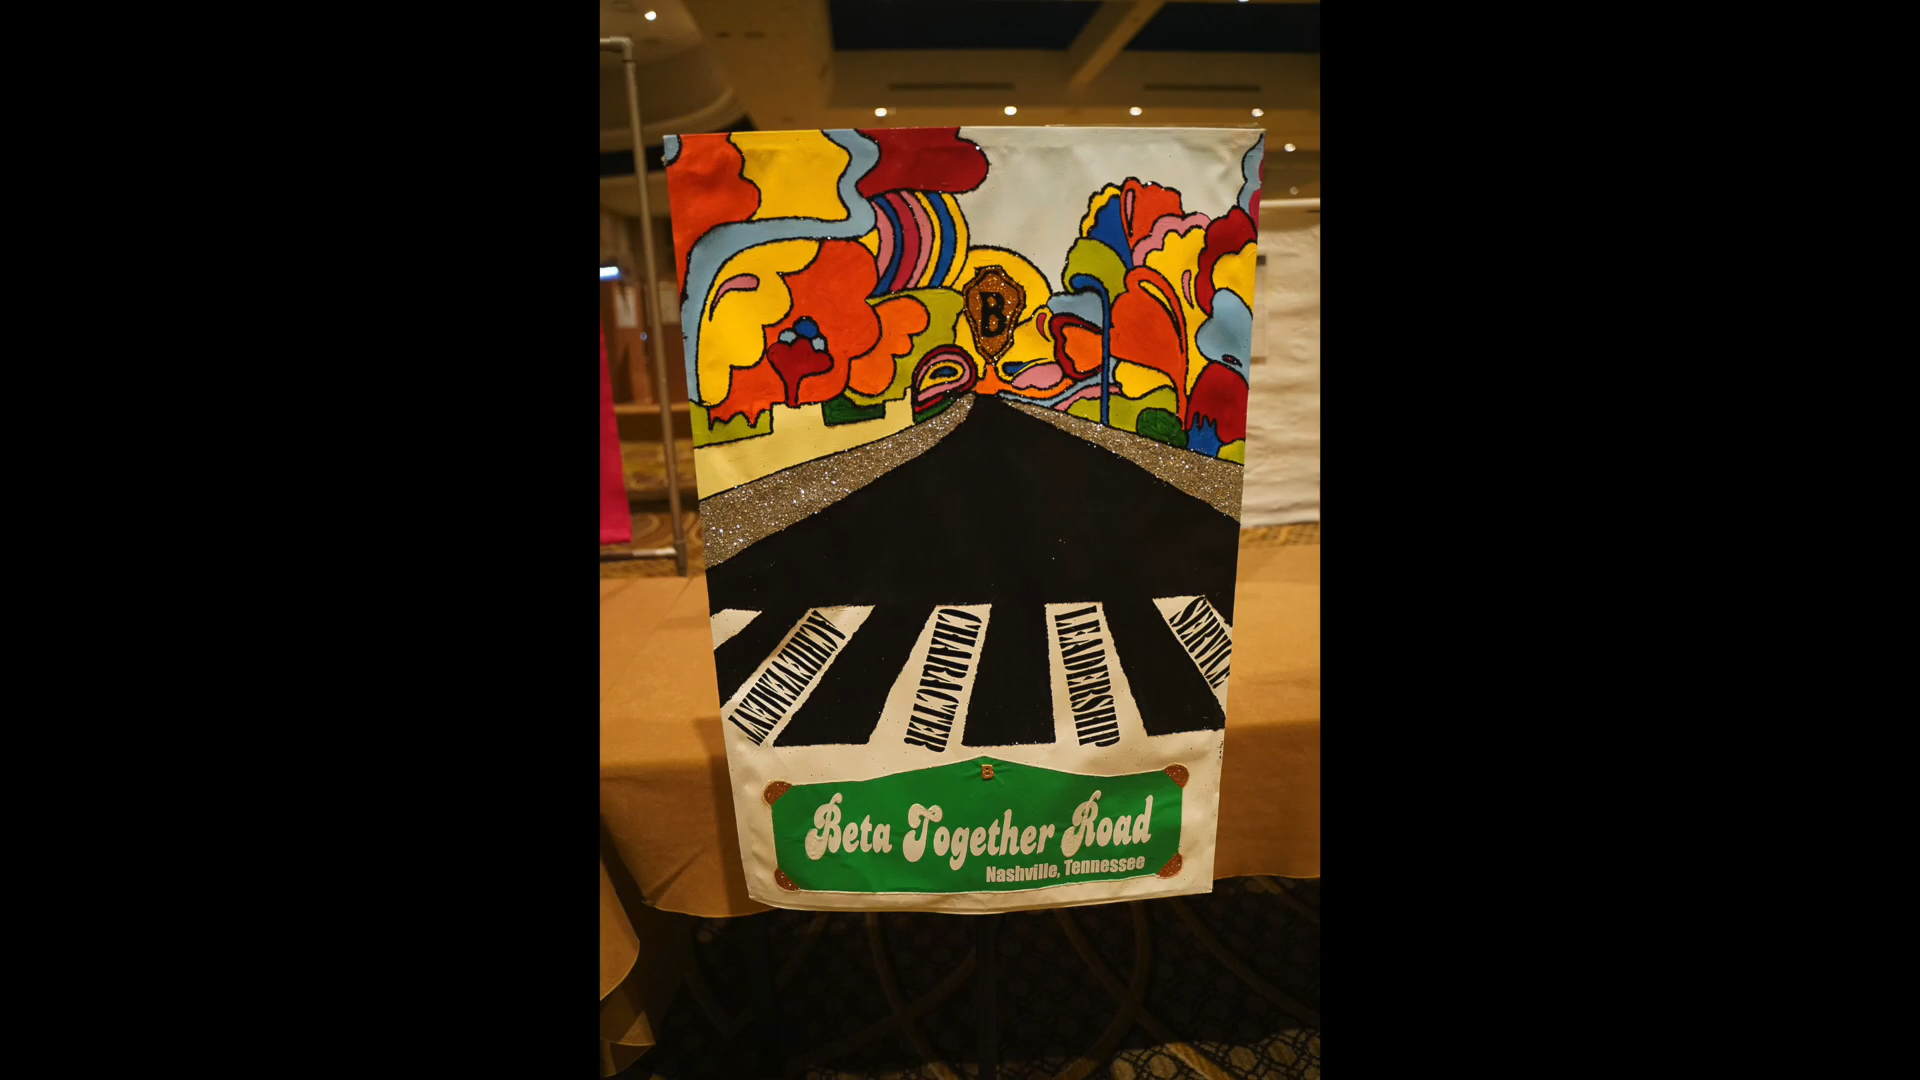 B
ACHIEVEMENT
CHARACTER
LEADERSHIP
SERVICE
B
Beta Together Road
Nashville, Tennessee